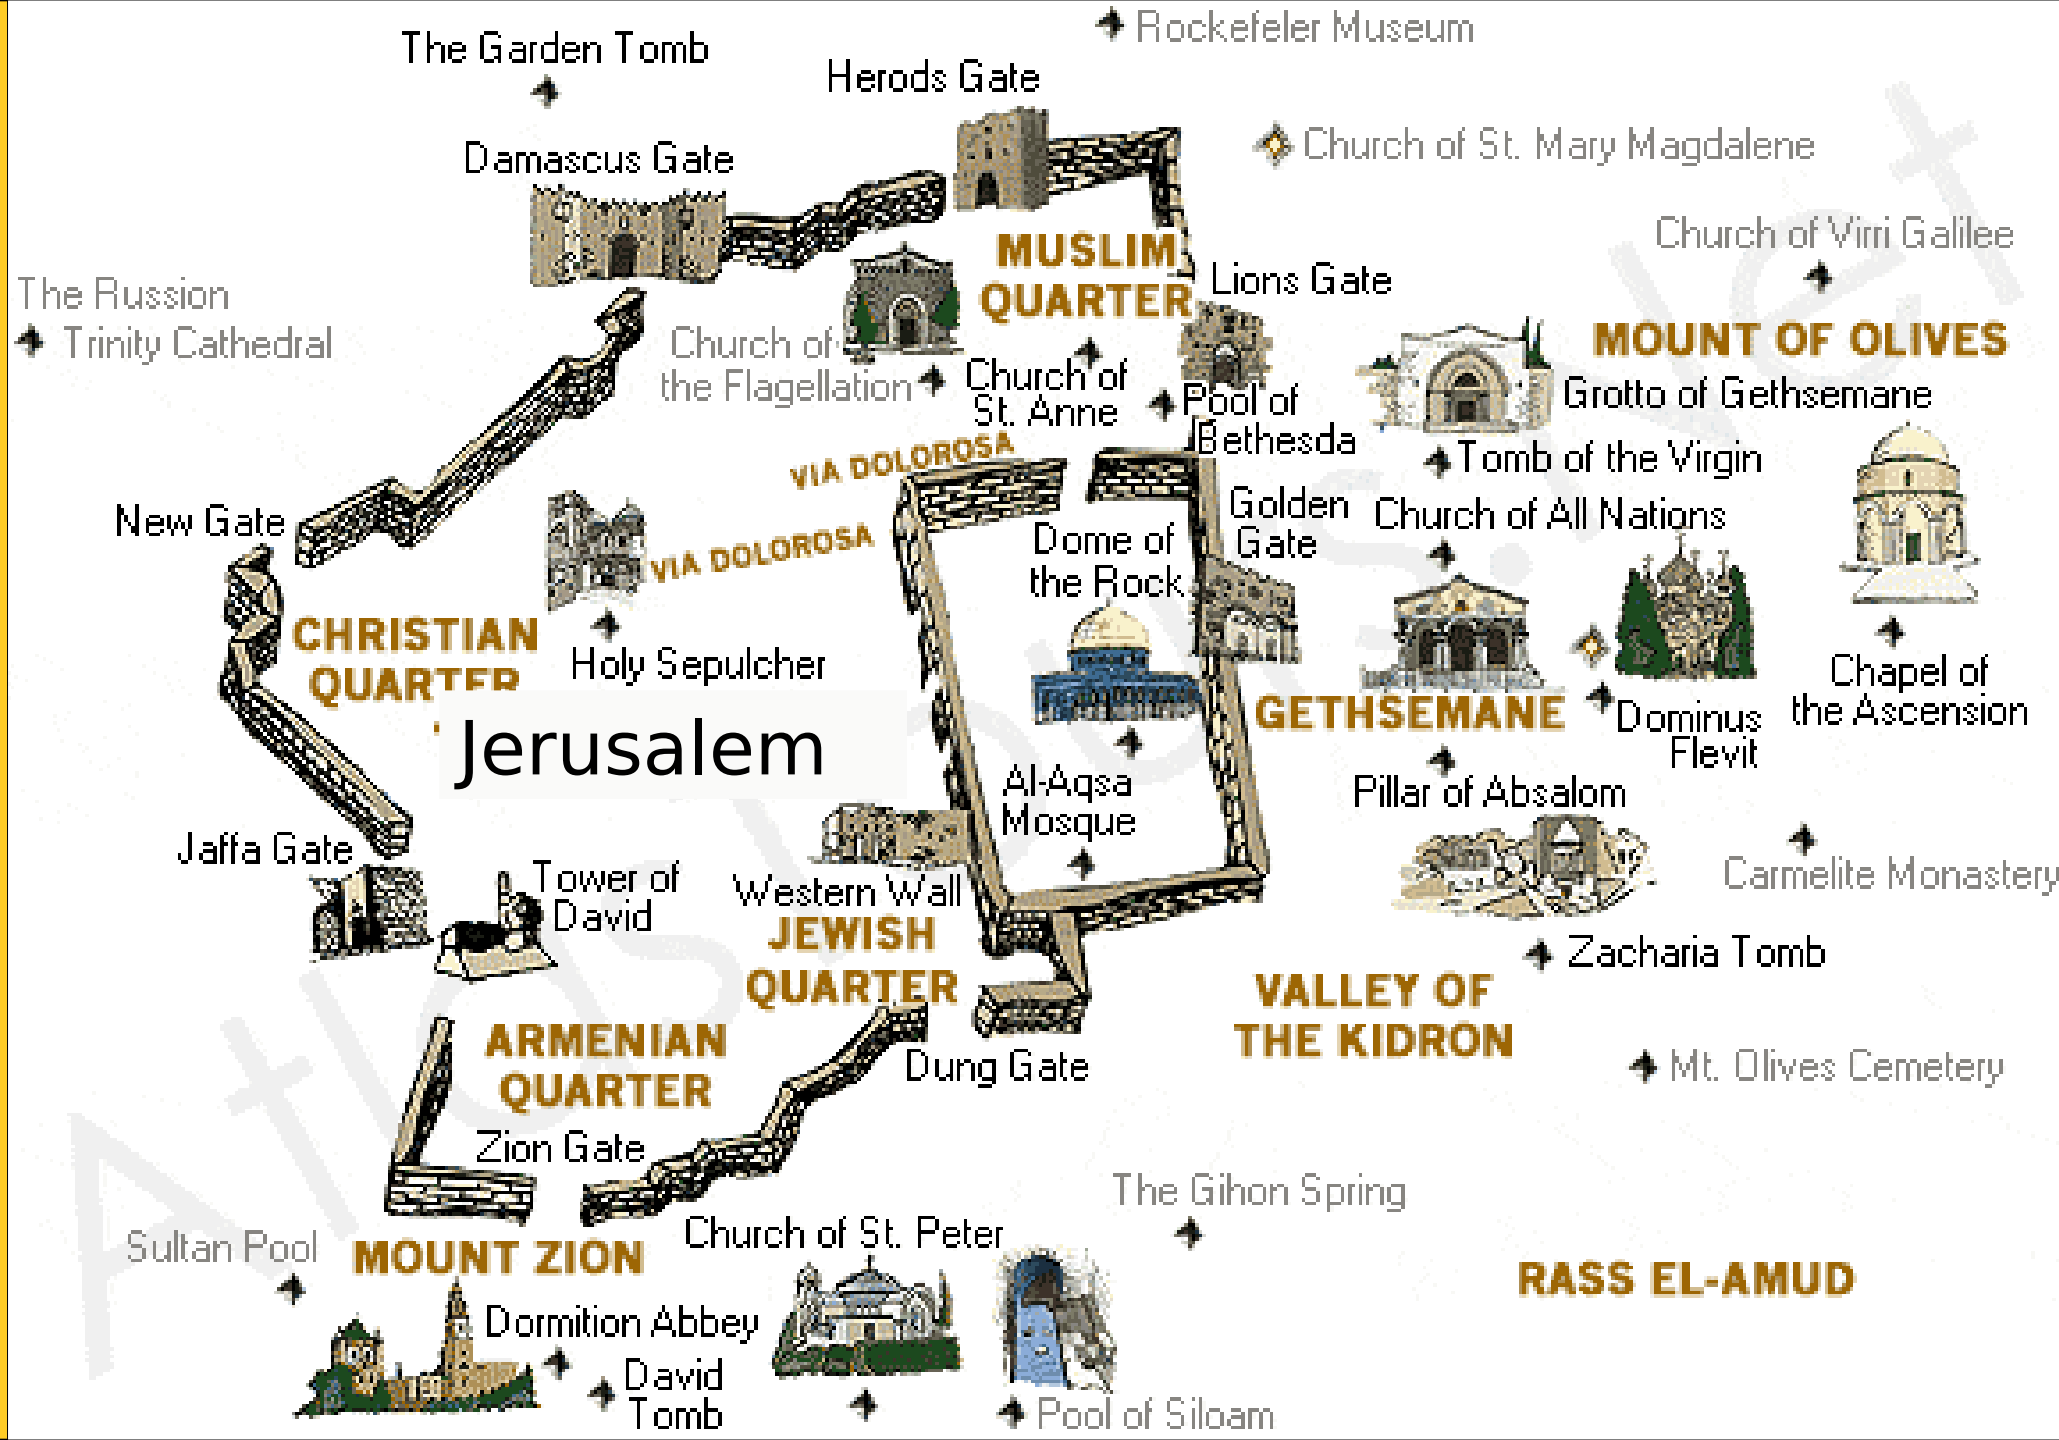 Rockefeler Museum
The Garden Tomb
Herods Gate
Damascus Gate
Church of St. Mary Magdalene
Church of Virri Galilee
MUSLIM
QUARTER
Lions Gate
The Russion
Trinity Cathedral
Church of
the Flagellation
MOUNT OF OLIVES
Church of
St. Anne
Pool of
Bethesda
Grotto of Gethsemane
Tomb of the Virgin
VIA DOLOROSA
New Gate
Golden
Gate
Church of All Nations
Dome of
the Rock
VIA DOLOROSA
CHRISTIAN
QUARTER
Holy Sepulcher
Jerusalem
GETHSEMANE
Dominus
Flevit
Chapel of
the Ascension
Al-Aqsa
Mosque
Pillar of Absalom
Jaffa Gate
Tower of
David
Western Wall
Carmelite Monastery
JEWISH
QUARTER
Zacharia Tomb
VALLEY OF
THE KIDRON
ARMENIAN
QUARTER
Dung Gate
Mt. Olives Cemetery
Zion Gate
The Gihon Spring
Sultan Pool
MOUNT ZION
Church of St. Peter
RASS EL-AMUD
Dormition Abbey
David
Tomb
Pool of Siloam